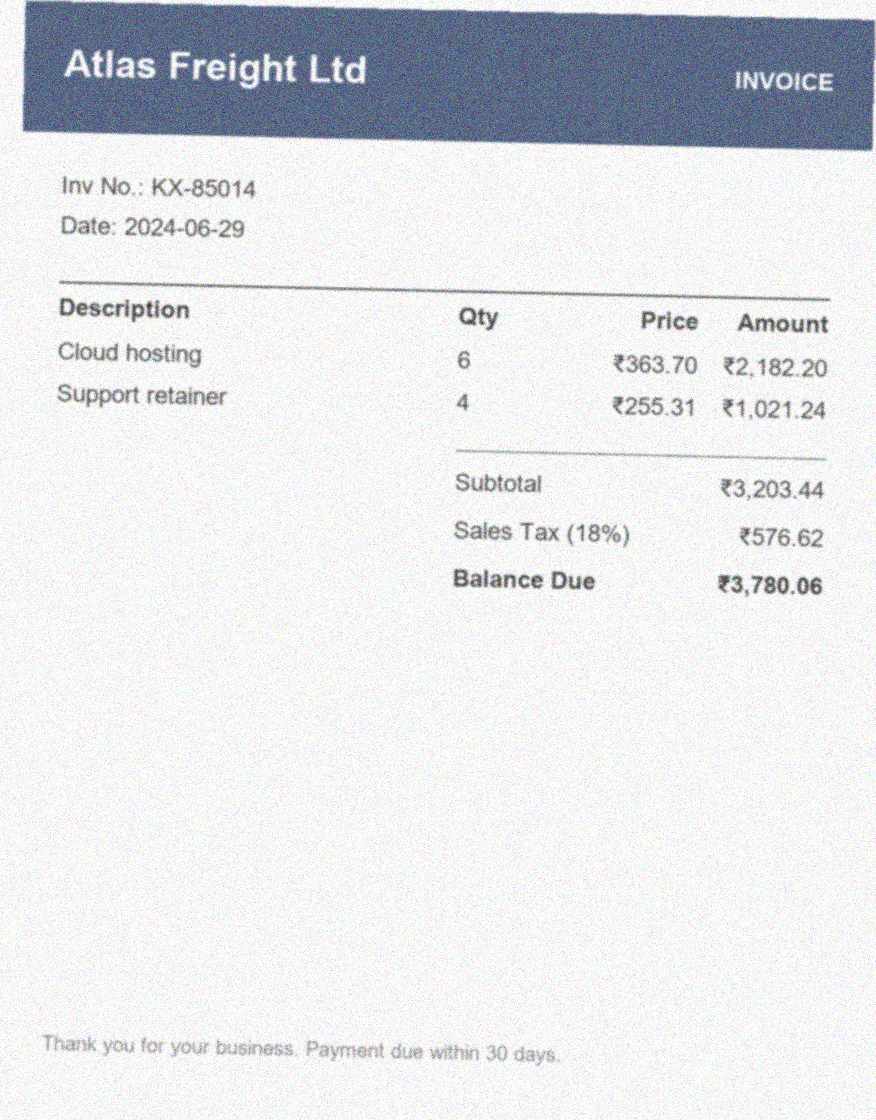 Atlas Freight Ltd
INVOICE
Inv No.: KX-85014
Date: 2024-06-29
Description Qty Price Amount
Cloud hosting 6 ₹363.70 ₹2,182.20
Support retainer 4 ₹255.31 ₹1,021.24
Subtotal ₹3,203.44
Sales Tax (18%) ₹576.62
Balance Due ₹3,780.06
Thank you for your business. Payment due within 30 days.